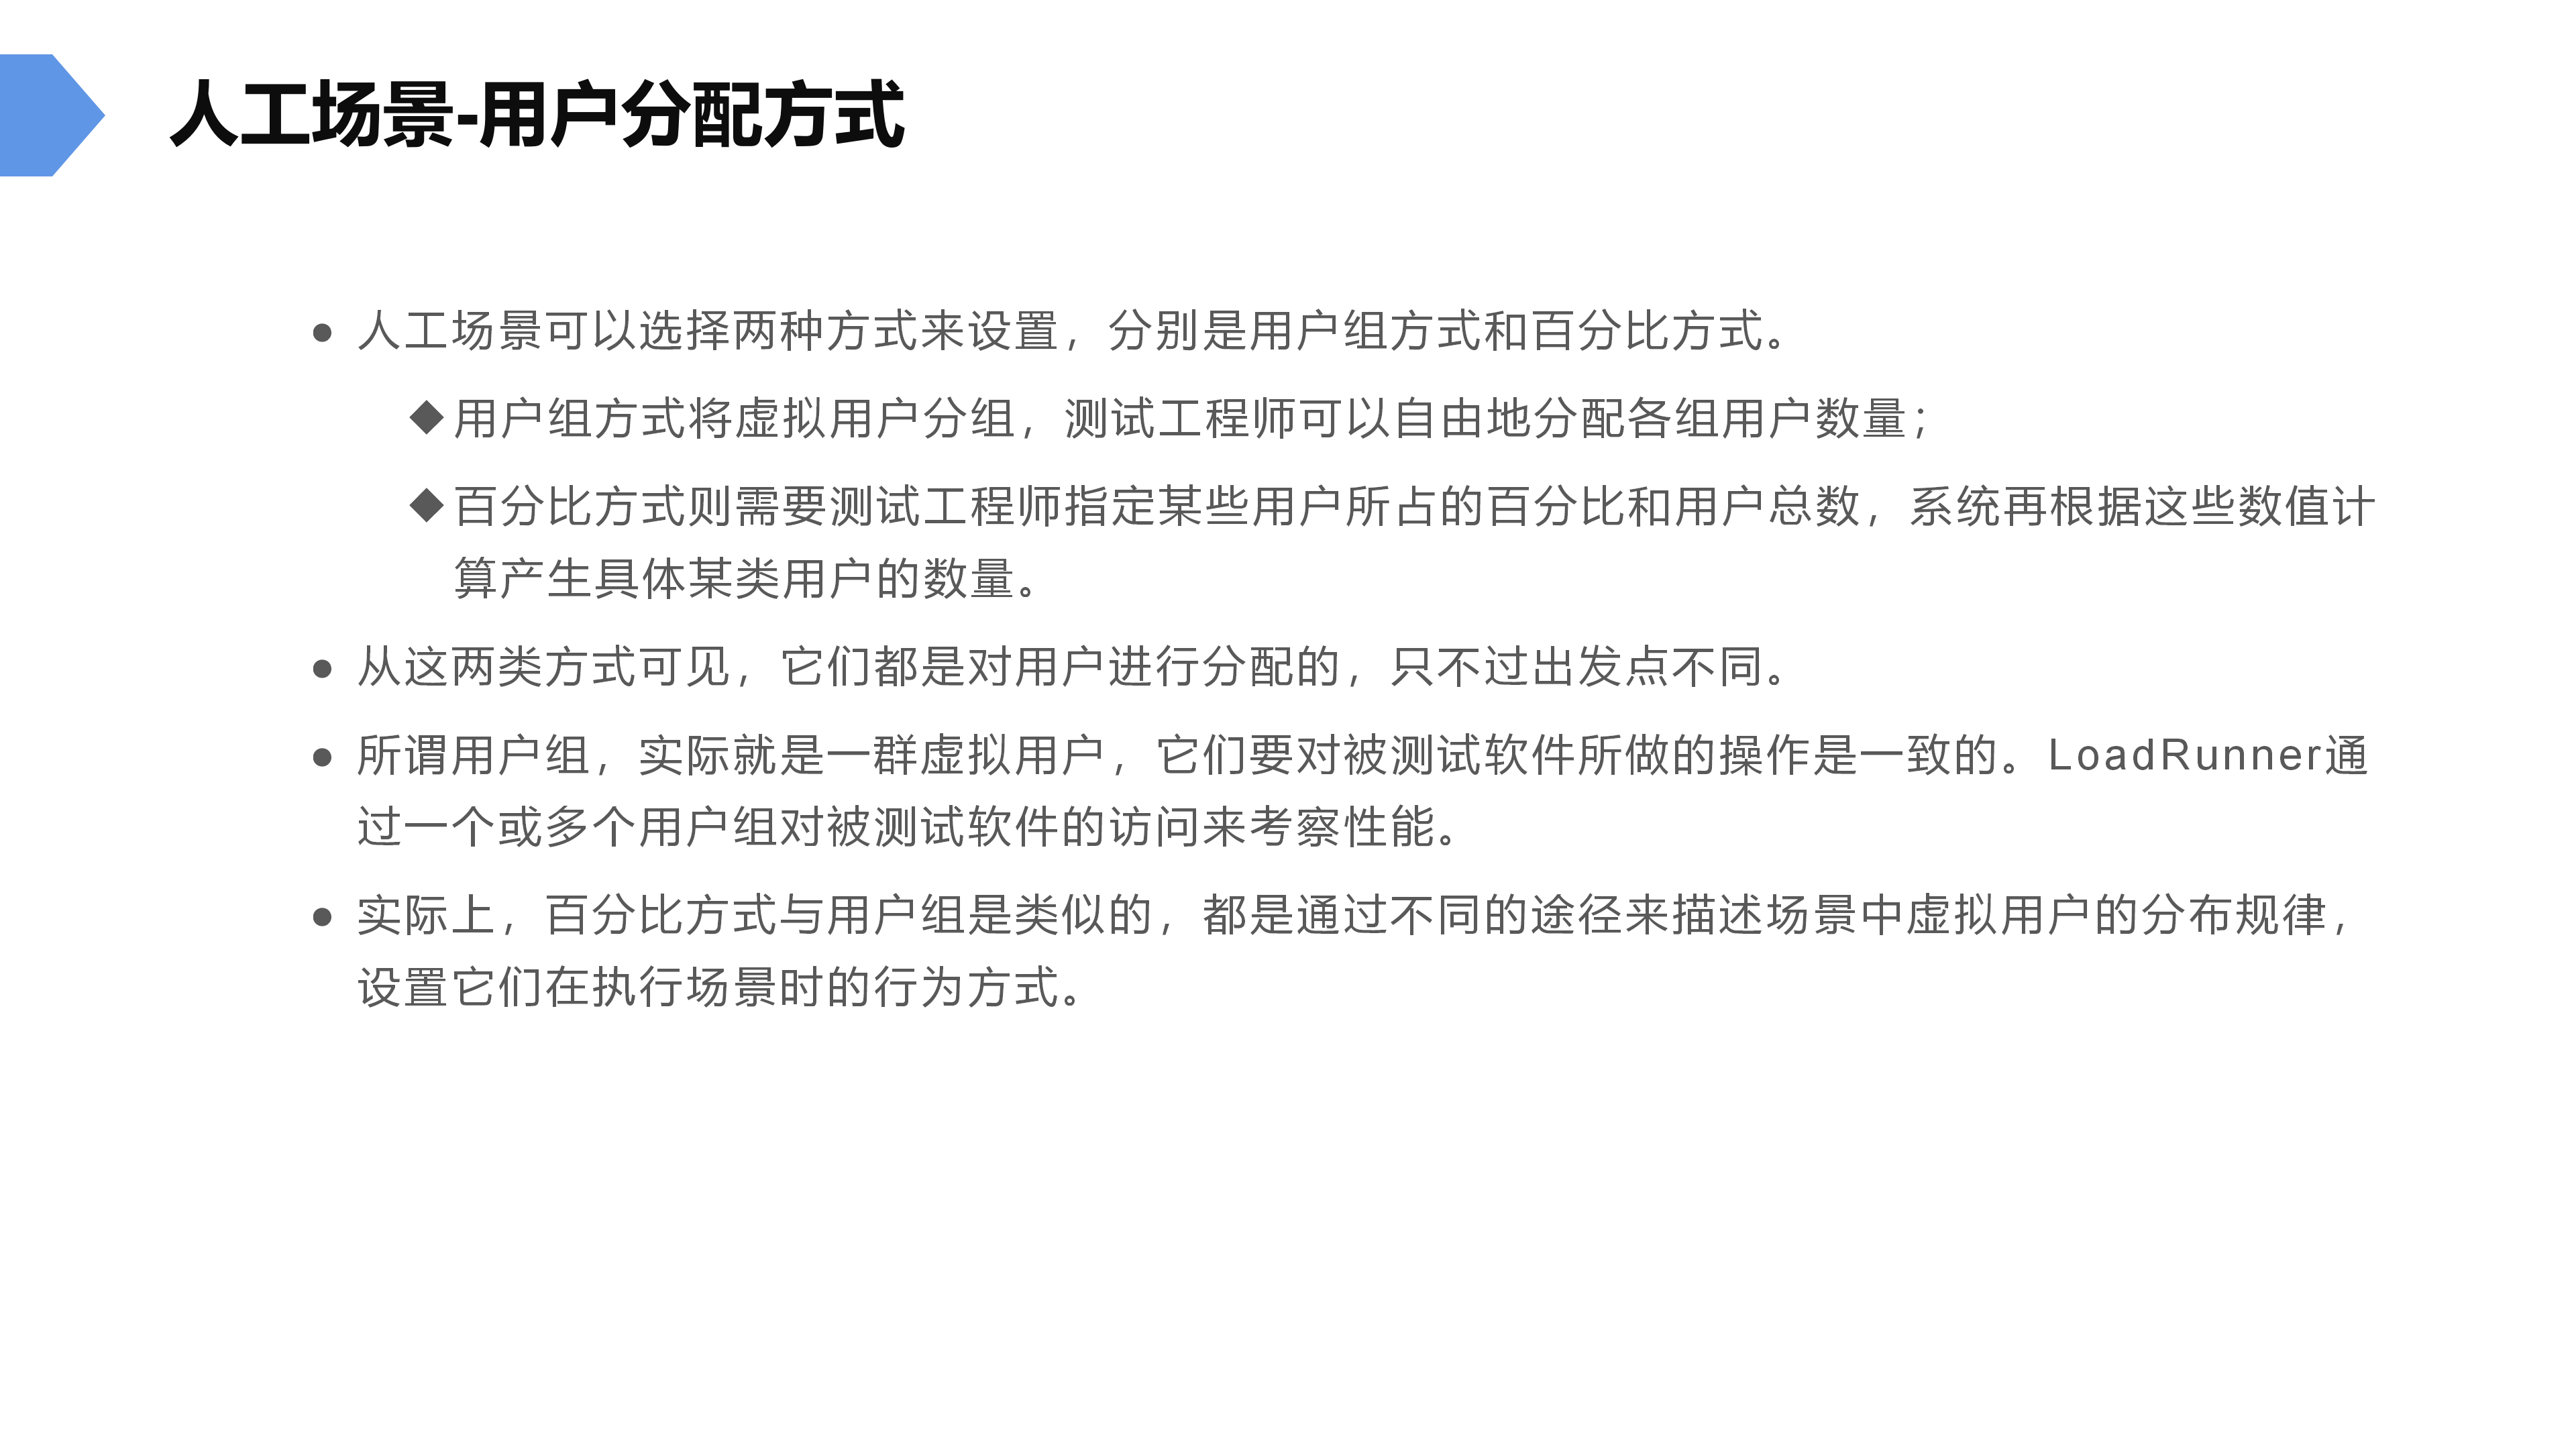 人工场景-用户分配方式
● 人工场景可以选择两种方式来设置，分别是用户组方式和百分比方式。
◆用户组方式将虚拟用户分组，测试工程师可以自由地分配各组用户数量；
◆百分比方式则需要测试工程师指定某些用户所占的百分比和用户总数，系统再根据这些数值计
算产生具体某类用户的数量。
● 从这两类方式可见，它们都是对用户进行分配的，只不过出发点不同。
● 所谓用户组，实际就是一群虚拟用户，它们要对被测试软件所做的操作是一致的。LoadRunner通
过一个或多个用户组对被测试软件的访问来考察性能。
● 实际上，百分比方式与用户组是类似的，都是通过不同的途径来描述场景中虚拟用户的分布规律，
设置它们在执行场景时的行为方式。